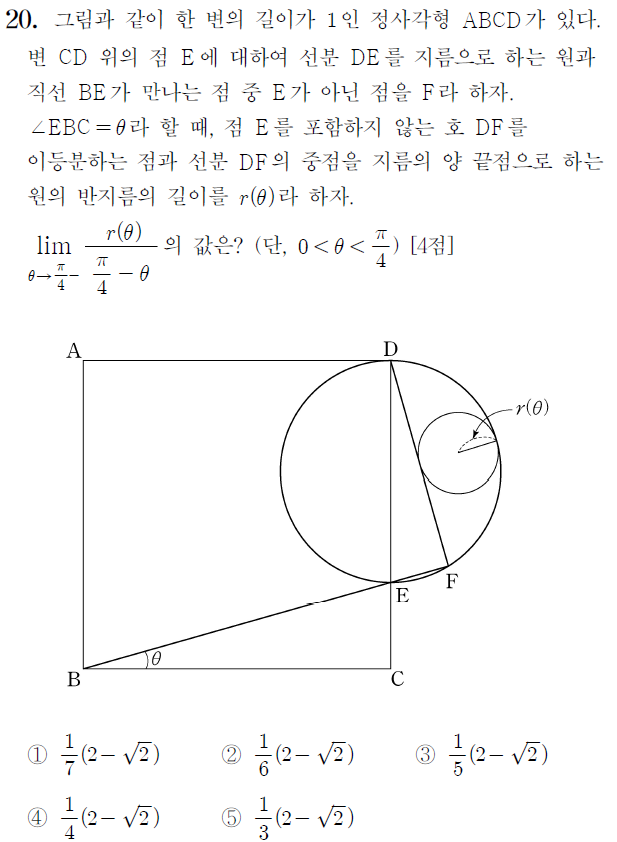 20. 그림과 같이 한 변의 길이가 1인 정사각형 ABCD가 있다.
변 CD 위의 점 E에 대하여 선분 DE를 지름으로 하는 원과
직선 BE가 만나는 점 중 E가 아닌 점을 F라 하자.
∠EBC=θ라 할 때, 점 E를 포함하지 않는 호 DF를
이등분하는 점과 선분 DF의 중점을 지름의 양 끝점으로 하는
원의 반지름의 길이를 r(θ)라 하자.
lim θ→π/4− r(θ)/(π/4−θ) 의 값은? (단, 0<θ<π/4) [4점]
A D
r(θ)
F
E
θ
B C
① 1/7(2−√2) ② 1/6(2−√2) ③ 1/5(2−√2)
④ 1/4(2−√2) ⑤ 1/3(2−√2)